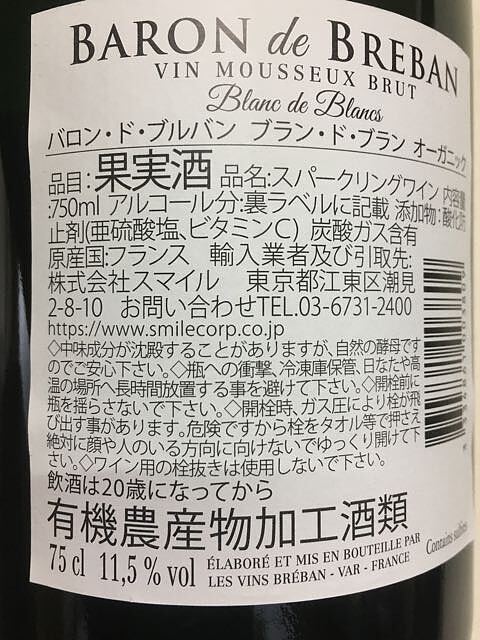 BARON de BREBAN
VIN MOUSSEUX BRUT
Blanc de Blancs
バロン・ド・ブルバン ブラン・ド・ブラン オーガニック
品目:果実酒 品名:スパークリングワイン 内容量
:750ml アルコール分:裏ラベルに記載 添加物:酸化防
止剤(亜硫酸塩、ビタミンC) 炭酸ガス含有
原産国:フランス 輸入業者及び引取先:
株式会社スマイル 東京都江東区潮見
2-8-10 お問い合わせTEL.03-6731-2400
https://www.smilecorp.co.jp
◇中味成分が沈殿することがありますが、自然の酵母です
のでご安心下さい。◇瓶への衝撃、冷凍庫保管、日なたや高
温の場所へ長時間放置する事を避けて下さい。◇開栓前に
瓶を揺らさないで下さい。◇開栓時、ガス圧により栓が飛
び出す事があります。危険ですから栓をタオル等で押さえ
絶対に顔や人のいる方向に向けないでゆっくり開けて下
さい。◇ワイン用の栓抜きは使用しないで下さい。
飲酒は20歳になってから
有機農産物加工酒類
75 cl 11,5 % vol
ÉLABORÉ ET MIS EN BOUTEILLE PAR
LES VINS BRÉBAN - VAR - FRANCE
Contains